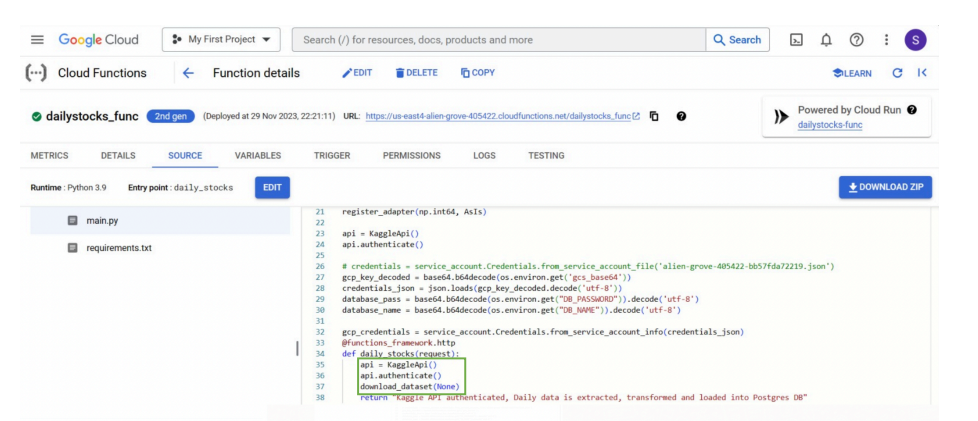 Google Cloud My First Project Search (/) for resources, docs, products and more Search S
Cloud Functions Function details EDIT DELETE COPY LEARN
dailystocks_func 2nd gen (Deployed at 29 Nov 2023, 22:21:11) URL: https://us-east4-alien-grove-405422.cloudfunctions.net/dailystocks_func Powered by Cloud Run
dailystocks-func
METRICS DETAILS SOURCE VARIABLES TRIGGER PERMISSIONS LOGS TESTING
Runtime : Python 3.9 Entry point : daily_stocks EDIT DOWNLOAD ZIP
main.py
requirements.txt
21 register_adapter(np.int64, AsIs)
22
23 api = KaggleApi()
24 api.authenticate()
25
26 # credentials = service_account.Credentials.from_service_account_file('alien-grove-405422-bb57fda72219.json')
27 gcp_key_decoded = base64.b64decode(os.environ.get('gcs_base64'))
28 credentials_json = json.loads(gcp_key_decoded.decode('utf-8'))
29 database_pass = base64.b64decode(os.environ.get("DB_PASSWORD")).decode('utf-8')
30 database_name = base64.b64decode(os.environ.get("DB_NAME")).decode('utf-8')
31
32 gcp_credentials = service_account.Credentials.from_service_account_info(credentials_json)
33 @functions_framework.http
34 def daily_stocks(request):
35 api = KaggleApi()
36 api.authenticate()
37 download_dataset(None)
38 return "Kaggle API authenticated, Daily data is extracted, transformed and loaded into Postgres DB"